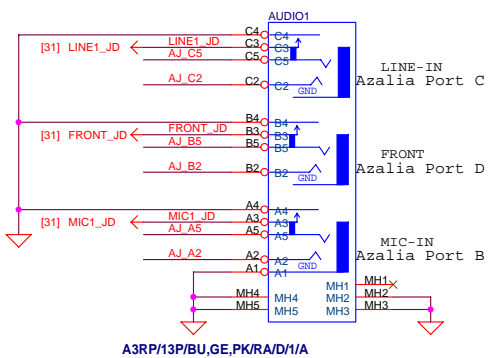 AUDIO1
C4 C4
[31] LINE1_JD LINE1_JD C3 C3
AJ_C5 C5 C5
LINE-IN
AJ_C2 C2 C2 Azalia Port C
GND
B4 B4
[31] FRONT_JD FRONT_JD B3 B3
AJ_B5 B5 B5
FRONT
AJ_B2 B2 B2 Azalia Port D
GND
A4 A4
[31] MIC1_JD MIC1_JD A3 A3
AJ_A5 A5 A5
MIC-IN
AJ_A2 A2 A2 Azalia Port B
GND
A1 A1
MH1 MH1
MH4 MH4 MH2 MH2
MH5 MH5 MH3 MH3
A3RP/13P/BU,GE,PK/RA/D/1/A